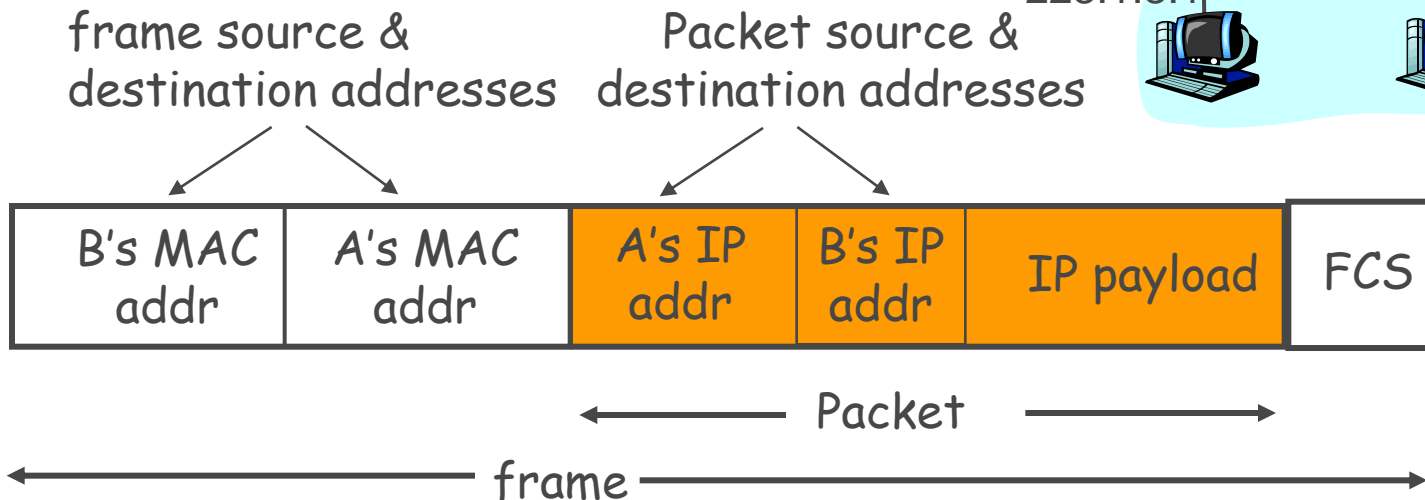 frame source &
destination addresses
Packet source &
destination addresses
B's MAC
addr
A's MAC
addr
A's IP
addr
B's IP
addr
IP payload
FCS
Packet
frame